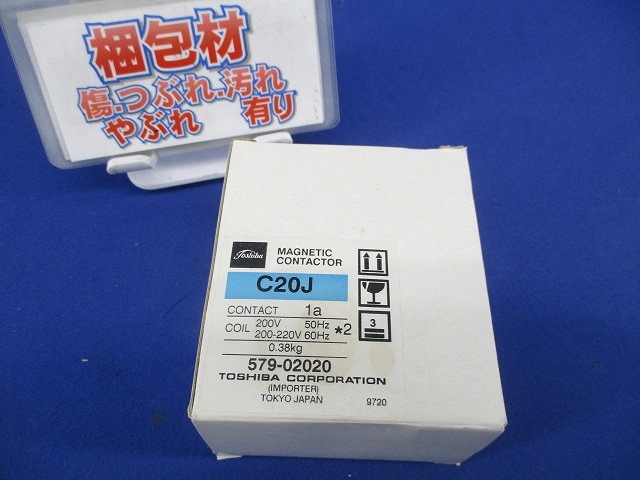 梱包材
傷.つぶれ.汚れ
やぶれ 有り
Toshiba
MAGNETIC
CONTACTOR
C20J
CONTACT 1a
COIL 200V 50Hz
200-220V 60Hz *2
0.38kg
579-02020
TOSHIBA CORPORATION
(IMPORTER)
TOKYO JAPAN 9720
3